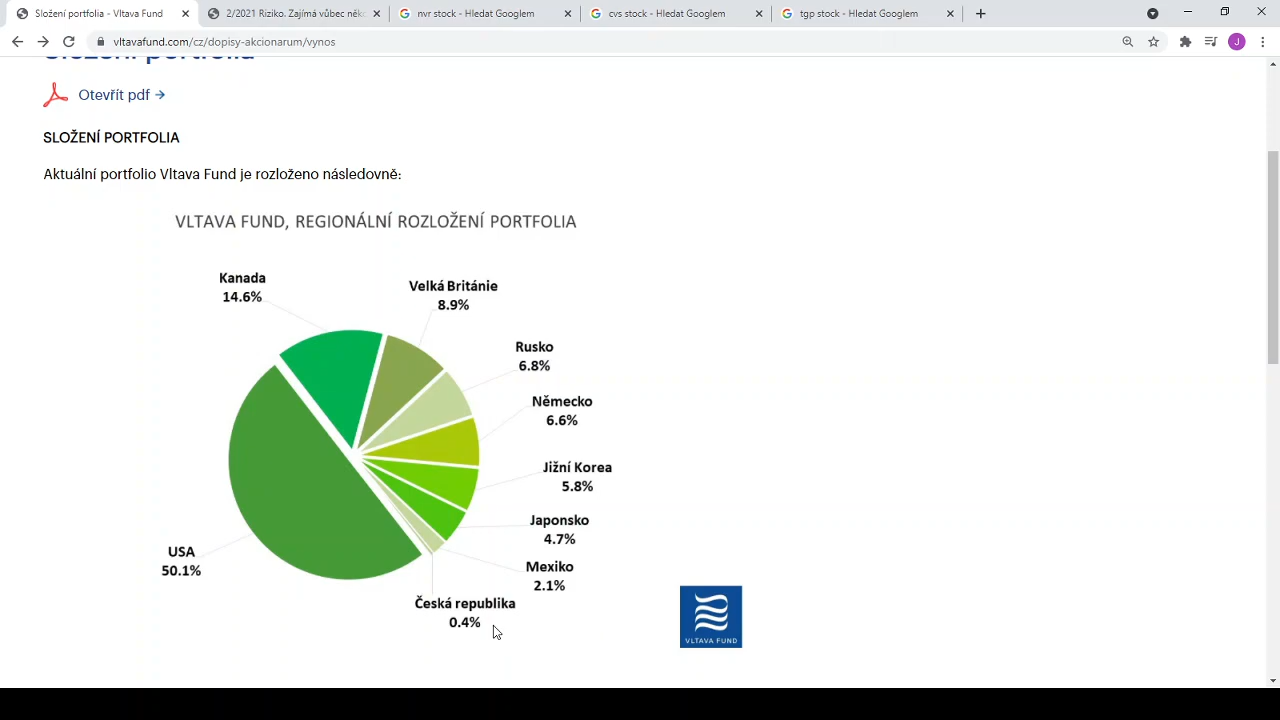 Složení portfolia - Vltava Fund
2/2021 Riziko. Zajímá vůbec něko
nvr stock - Hledat Googlem
cvs stock - Hledat Googlem
tgp stock - Hledat Googlem
vltavafund.com/cz/dopisy-akcionarum/vynos
J
Složení portfolia
Otevřít pdf →
SLOŽENÍ PORTFOLIA
Aktuální portfolio Vltava Fund je rozloženo následovně:
VLTAVA FUND, REGIONÁLNÍ ROZLOŽENÍ PORTFOLIA
Kanada
14.6%
Velká Británie
8.9%
Rusko
6.8%
Německo
6.6%
Jižní Korea
5.8%
Japonsko
4.7%
USA
50.1%
Mexiko
2.1%
Česká republika
0.4%
VLTAVA FUND